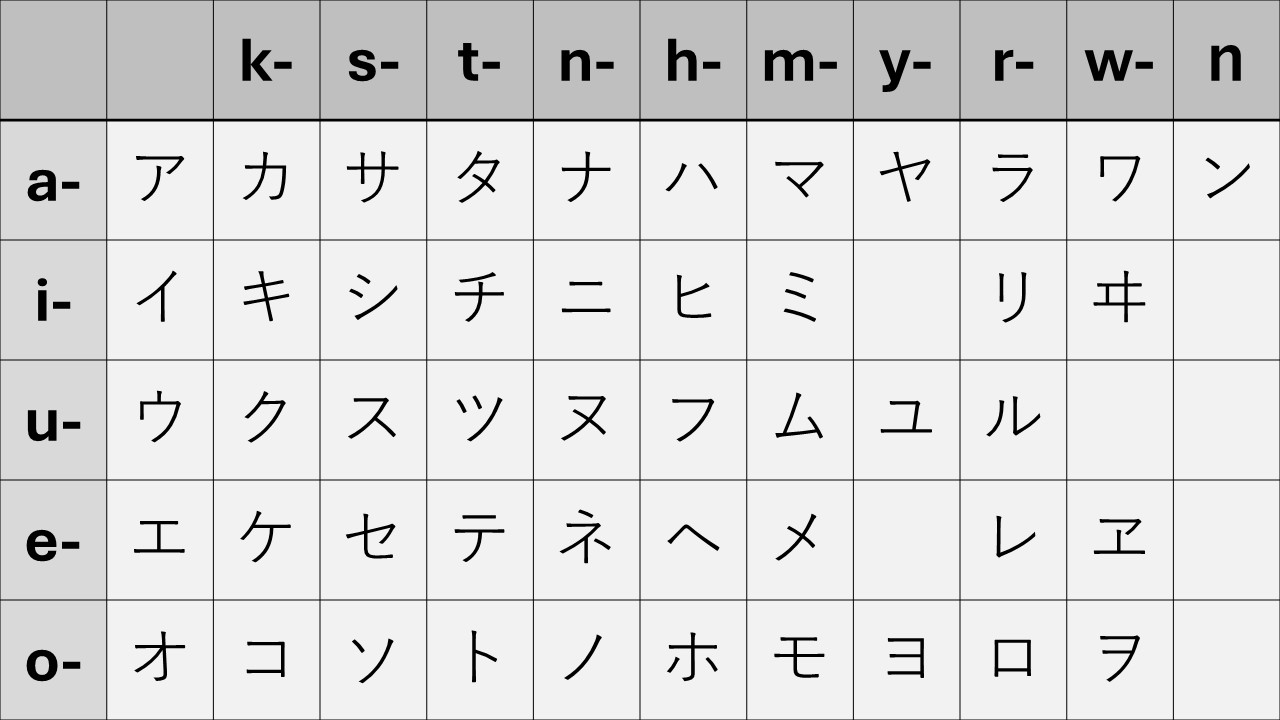 k- s- t- n- h- m- y- r- w- n
a- ア カ サ タ ナ ハ マ ヤ ラ ワ ン
i- イ キ シ チ ニ ヒ ミ リ ヰ
u- ウ ク ス ツ ヌ フ ム ユ ル
e- エ ケ セ テ ネ ヘ メ レ ヱ
o- オ コ ソ ト ノ ホ モ ヨ ロ ヲ